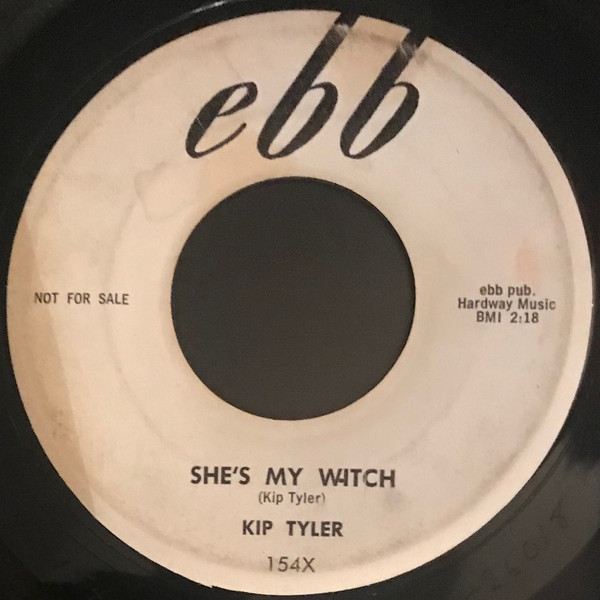 ebb
NOT FOR SALE
ebb pub.
Hardway Music
BMI 2:18
SHE'S MY WITCH
(Kip Tyler)
KIP TYLER
154X